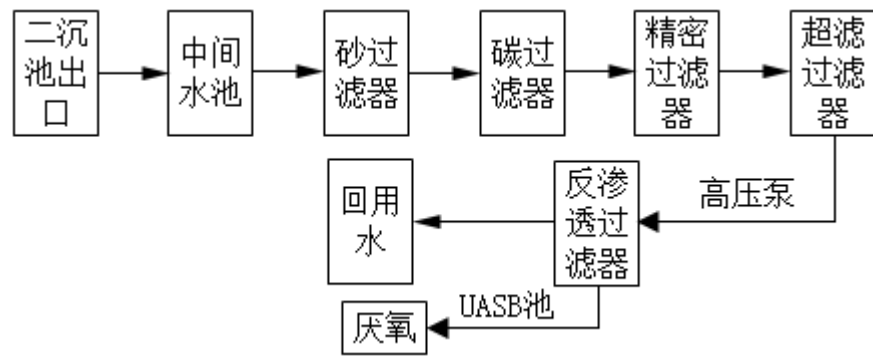 二沉
池出
口
中间
水池
砂过
滤器
碳过
滤器
精密
过滤
器
超滤
过滤
器
高压泵
反渗
透过
滤器
回用
水
UASB池
厌氧